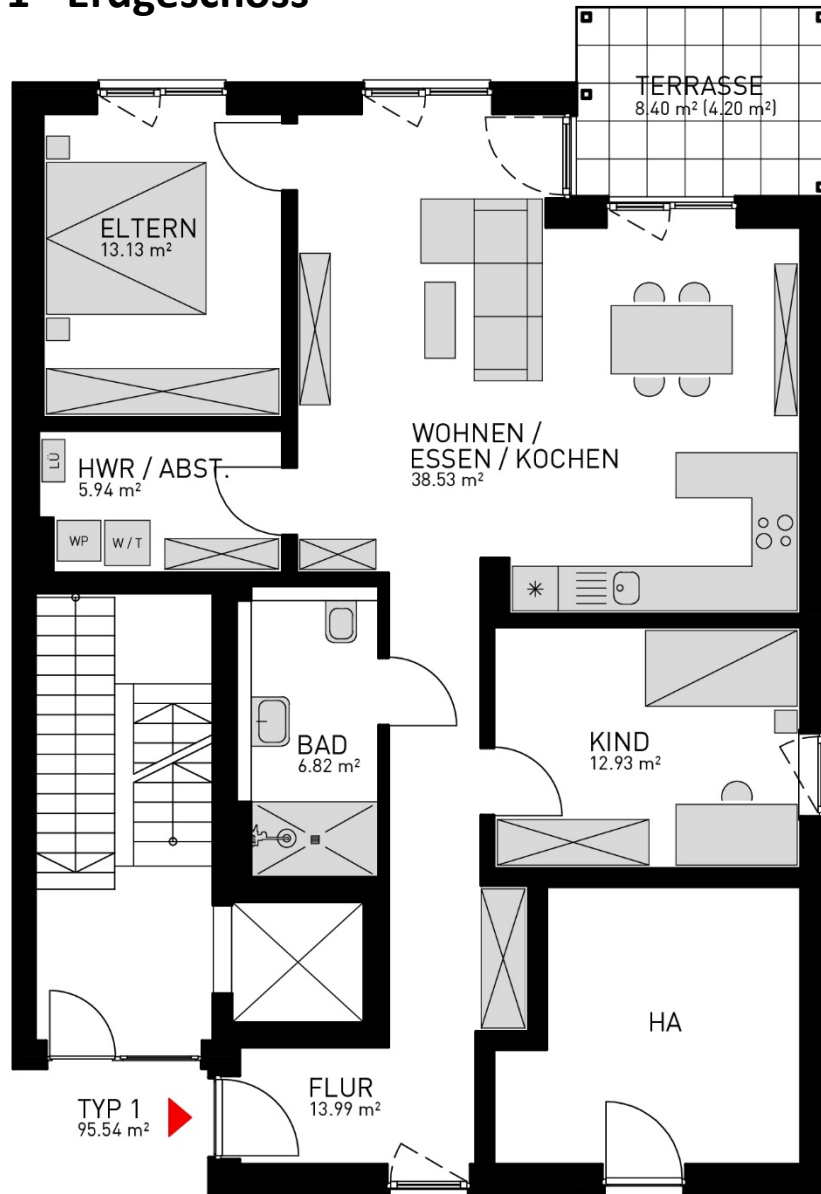 1 Erdgeschoss
TERRASSE
8.40 m² (4.20 m²)
ELTERN
13.13 m²
WOHNEN /
ESSEN / KOCHEN
38.53 m²
LÜ
HWR / ABST.
5.94 m²
WP
W / T
BAD
6.82 m²
KIND
12.93 m²
HA
FLUR
13.99 m²
TYP 1
95.54 m²